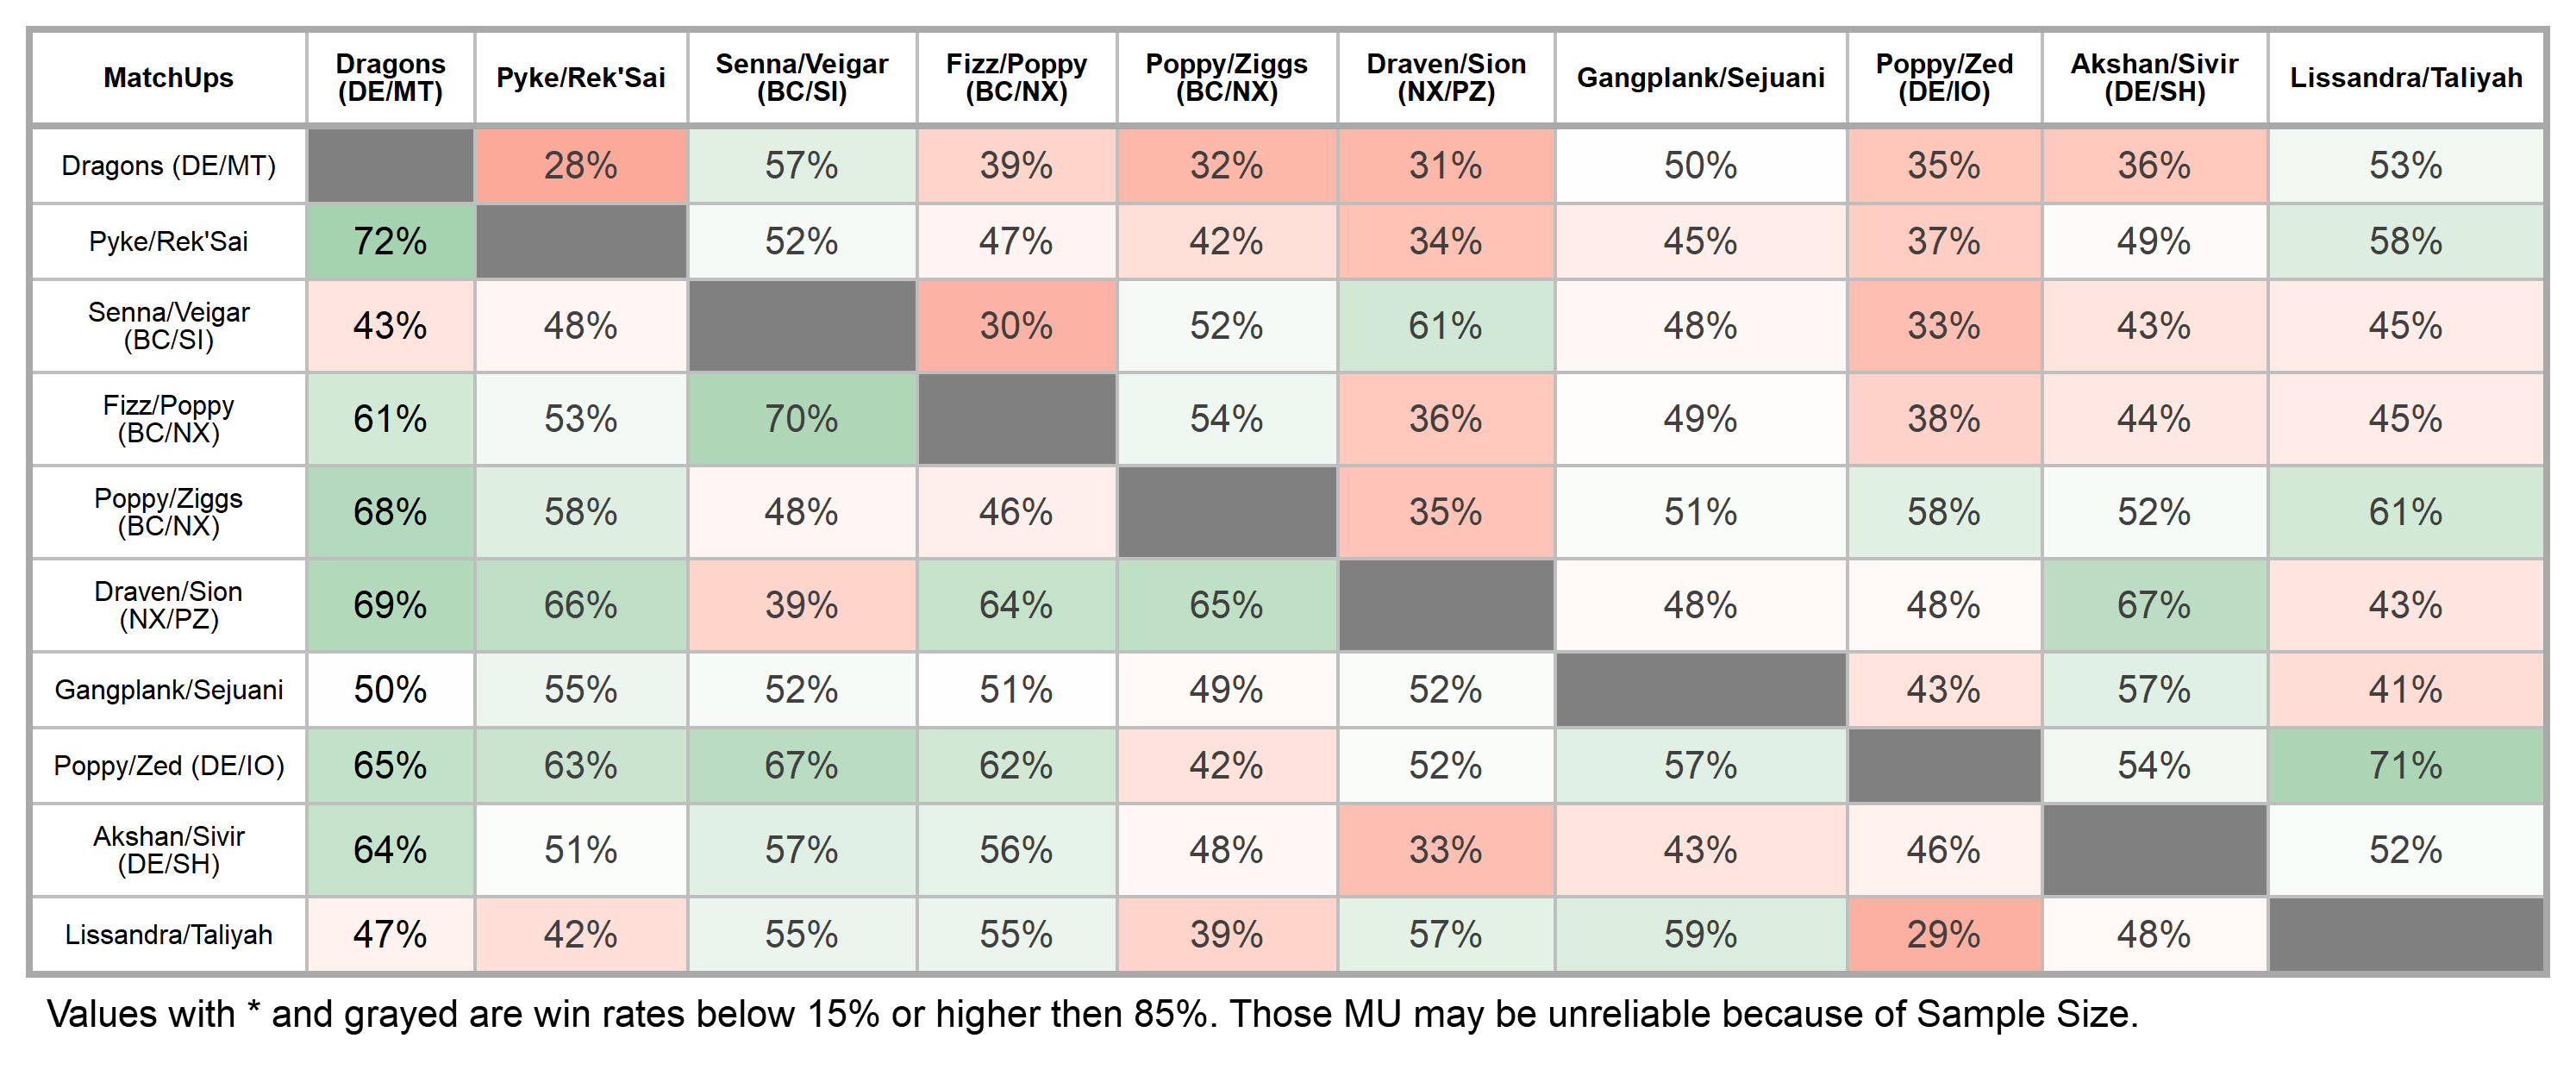 MatchUps Dragons (DE/MT) Pyke/Rek'Sai Senna/Veigar (BC/SI) Fizz/Poppy (BC/NX) Poppy/Ziggs (BC/NX) Draven/Sion (NX/PZ) Gangplank/Sejuani Poppy/Zed (DE/IO) Akshan/Sivir (DE/SH) Lissandra/Taliyah
Dragons (DE/MT) 28% 57% 39% 32% 31% 50% 35% 36% 53%
Pyke/Rek'Sai 72% 52% 47% 42% 34% 45% 37% 49% 58%
Senna/Veigar (BC/SI) 43% 48% 30% 52% 61% 48% 33% 43% 45%
Fizz/Poppy (BC/NX) 61% 53% 70% 54% 36% 49% 38% 44% 45%
Poppy/Ziggs (BC/NX) 68% 58% 48% 46% 35% 51% 58% 52% 61%
Draven/Sion (NX/PZ) 69% 66% 39% 64% 65% 48% 48% 67% 43%
Gangplank/Sejuani 50% 55% 52% 51% 49% 52% 43% 57% 41%
Poppy/Zed (DE/IO) 65% 63% 67% 62% 42% 52% 57% 54% 71%
Akshan/Sivir (DE/SH) 64% 51% 57% 56% 48% 33% 43% 46% 52%
Lissandra/Taliyah 47% 42% 55% 55% 39% 57% 59% 29% 48%
Values with * and grayed are win rates below 15% or higher then 85%. Those MU may be unreliable because of Sample Size.